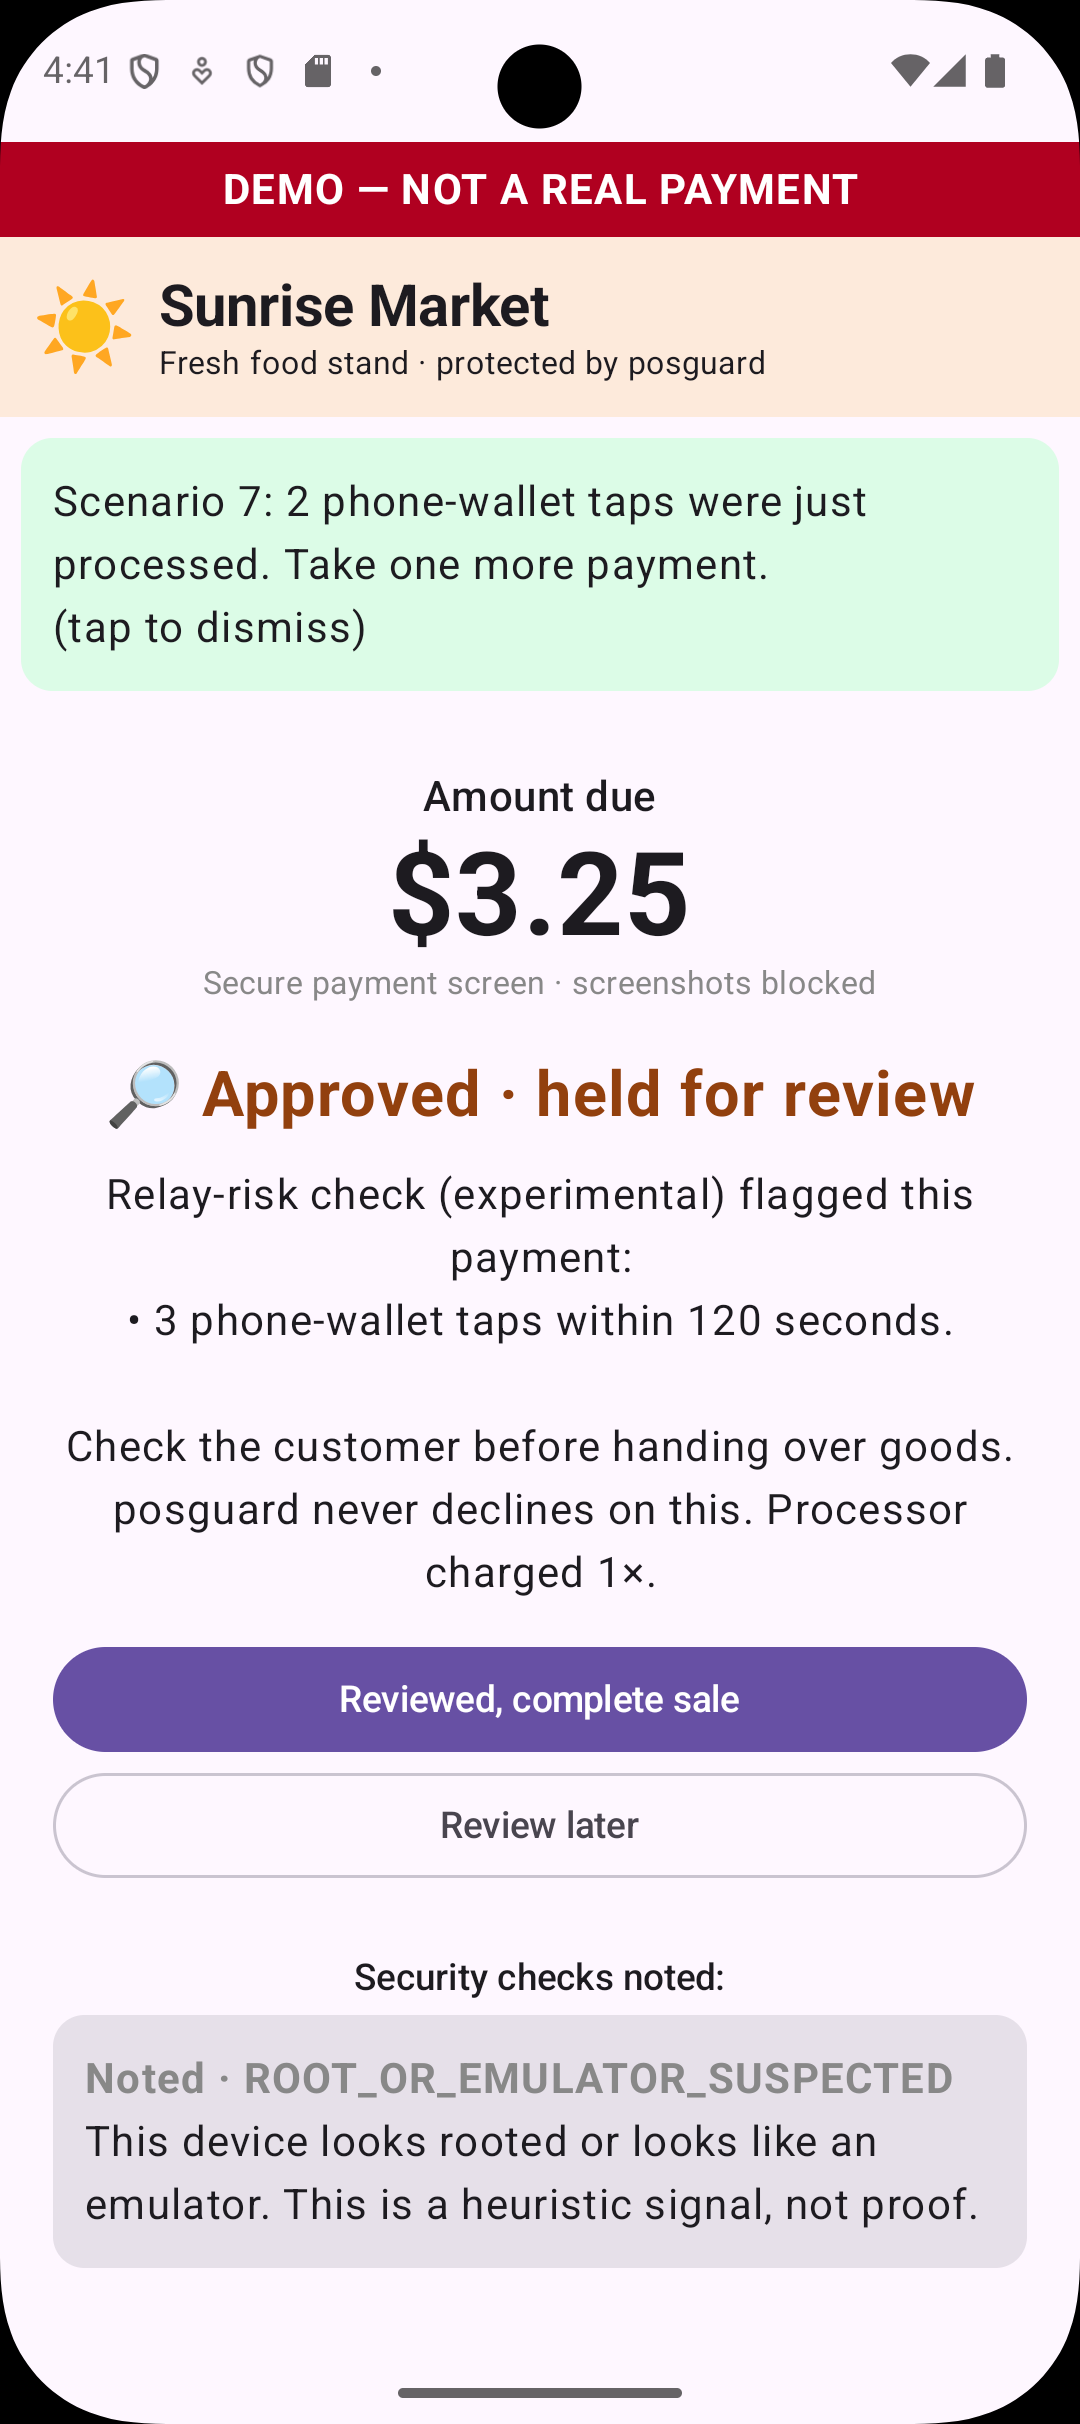 4:41
DEMO — NOT A REAL PAYMENT
Sunrise Market
Fresh food stand · protected by posguard
Scenario 7: 2 phone-wallet taps were just
processed. Take one more payment.
(tap to dismiss)
Amount due
$3.25
Secure payment screen · screenshots blocked
Approved · held for review
Relay-risk check (experimental) flagged this
payment:
• 3 phone-wallet taps within 120 seconds.
Check the customer before handing over goods.
posguard never declines on this. Processor
charged 1×.
Reviewed, complete sale
Review later
Security checks noted:
Noted · ROOT_OR_EMULATOR_SUSPECTED
This device looks rooted or looks like an
emulator. This is a heuristic signal, not proof.